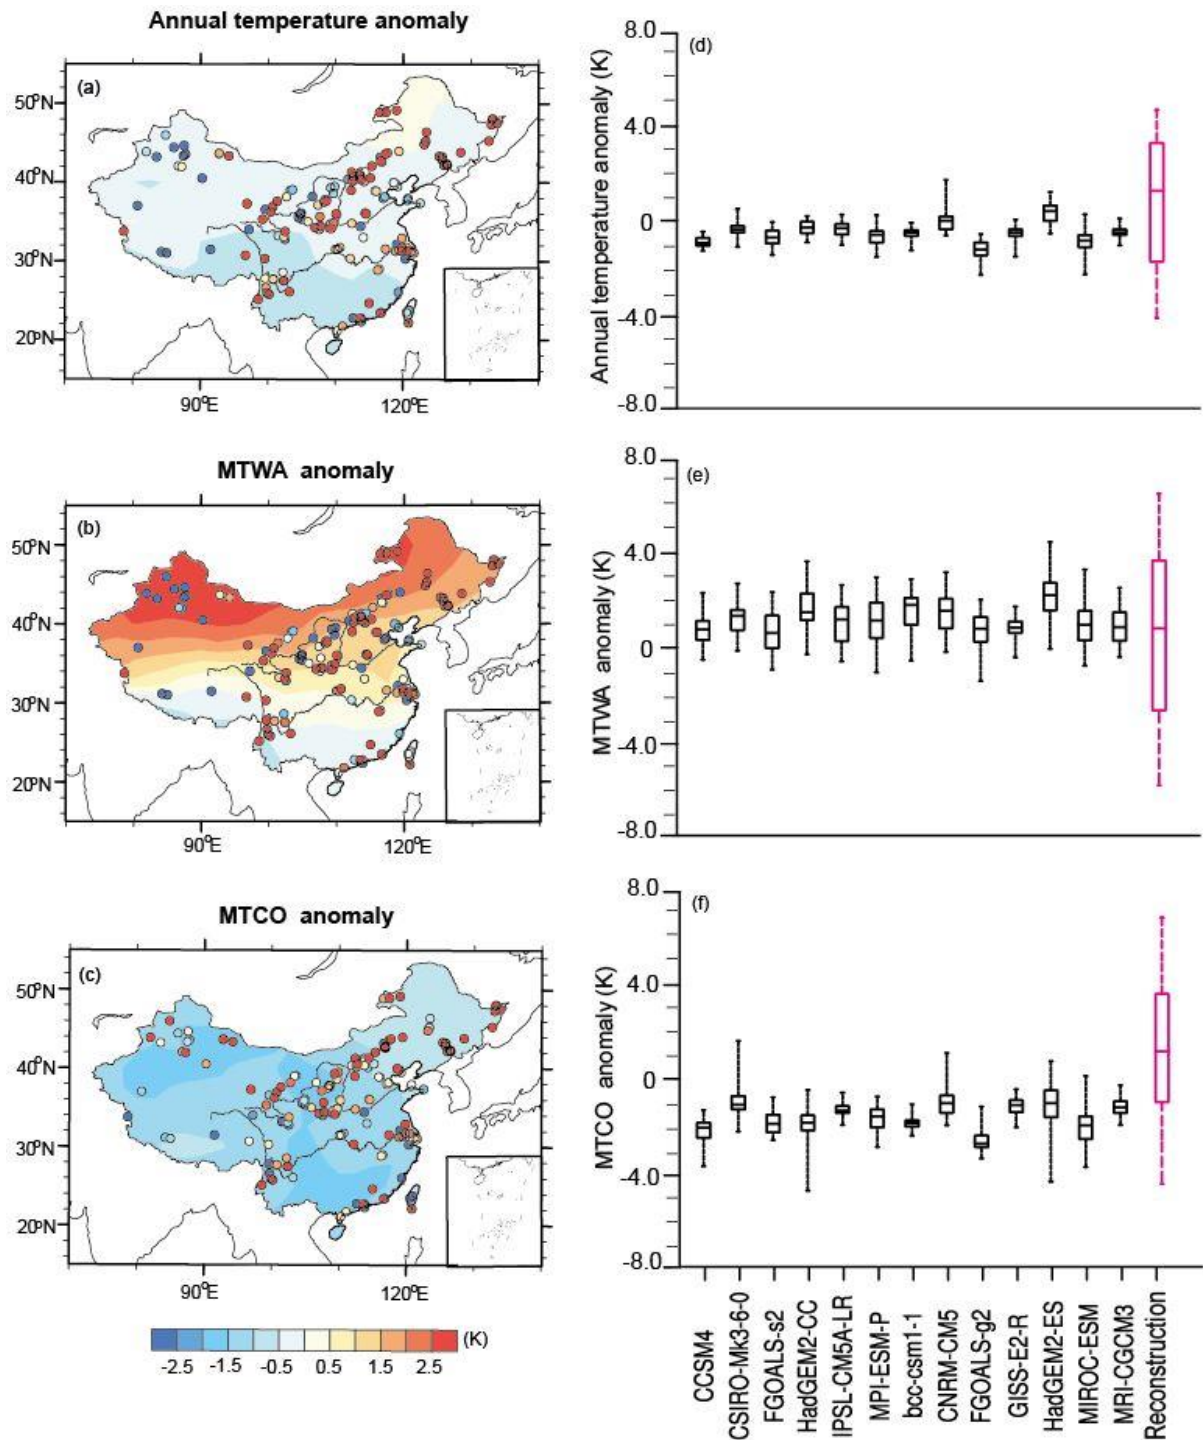 Annual temperature anomaly
(a)
50°N
40°N
30°N
20°N
90°E
120°E
MTWA anomaly
(b)
50°N
40°N
30°N
20°N
90°E
120°E
MTCO anomaly
(c)
50°N
40°N
30°N
20°N
90°E
120°E
-2.5 -1.5 -0.5 0.5 1.5 2.5 (K)
(d)
Annual temperature anomaly (K)
8.0
4.0
0
-4.0
-8.0
(e)
MTWA anomaly (K)
8.0
4.0
0
-4.0
-8.0
(f)
MTCO anomaly (K)
8.0
4.0
0
-4.0
-8.0
CCSM4
CSIRO-Mk3-6-0
FGOALS-s2
HadGEM2-CC
IPSL-CM5A-LR
MPI-ESM-P
bcc-csm1-1
CNRM-CM5
FGOALS-g2
GISS-E2-R
HadGEM2-ES
MIROC-ESM
MRI-CGCM3
Reconstruction